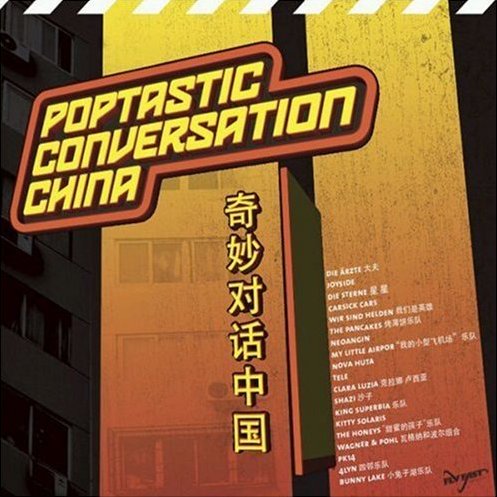 POPTASTIC
CONVERSATION
CHINA
奇妙对话中国
DIE ÄRZTE 大夫
JOYSIDE
DIE STERNE 星星
CARSICK CARS
WIR SIND HELDEN 我们是英雄
THE PANCAKES 烤薄饼乐队
NEOANGIN
MY LITTLE AIRPOR "我的小型飞机场" 乐队
NOVA HUTA
TELE
CLARA LUZIA 克拉娜 卢西亚
SHAZI 沙子
KING SUPERBIA 乐队
KITTY SOLARIS
THE HONEYS "甜蜜的孩子"乐队
WAGNER & POHL 瓦格纳和波尔组合
PK14
4LYN 四邻乐队
BUNNY LAKE 小兔子湖乐队
FLY EAST